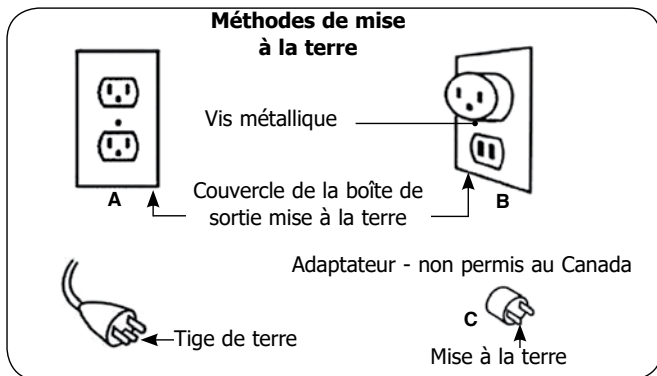 Méthodes de mise
à la terre
Vis métallique
A
B
Couvercle de la boîte de
sortie mise à la terre
Adaptateur - non permis au Canada
C
Tige de terre
Mise à la terre